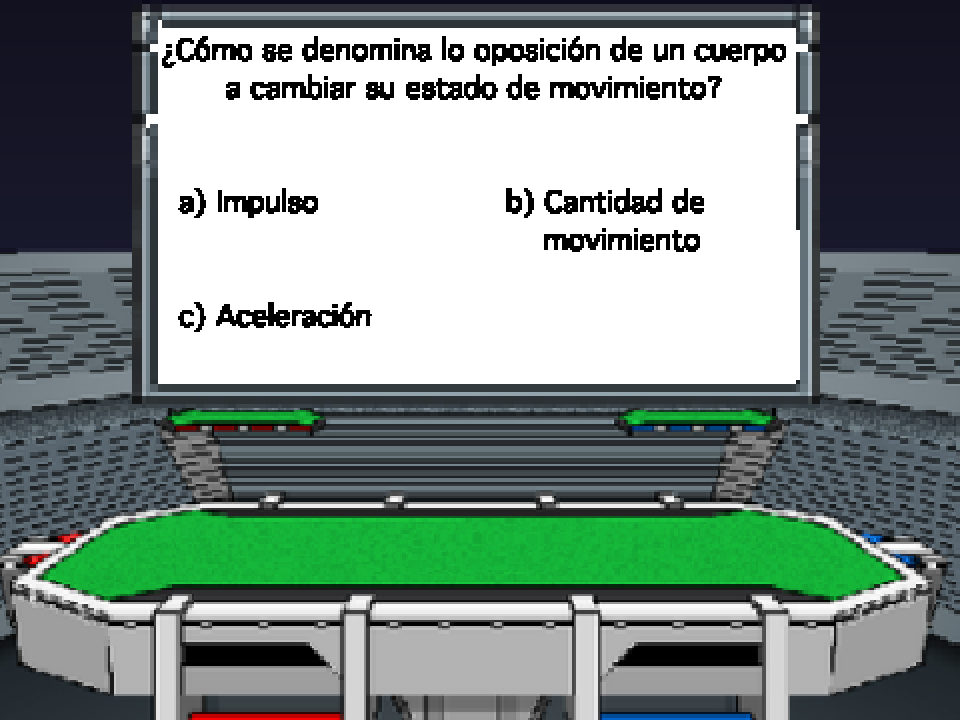 ¿Cómo se denomina lo oposición de un cuerpo
a cambiar su estado de movimiento?
a) Impulso
b) Cantidad de
movimiento
c) Aceleración